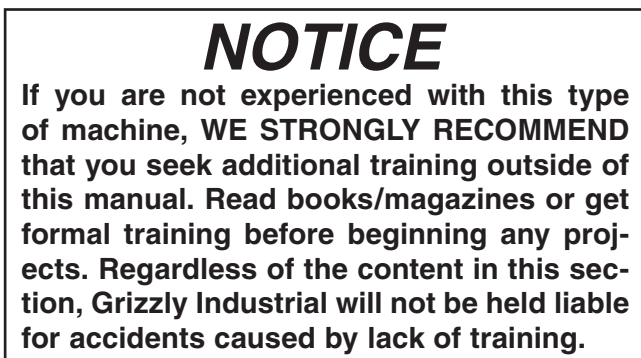 NOTICE
If you are not experienced with this type
of machine, WE STRONGLY RECOMMEND
that you seek additional training outside of
this manual. Read books/magazines or get
formal training before beginning any proj-
ects. Regardless of the content in this sec-
tion, Grizzly Industrial will not be held liable
for accidents caused by lack of training.